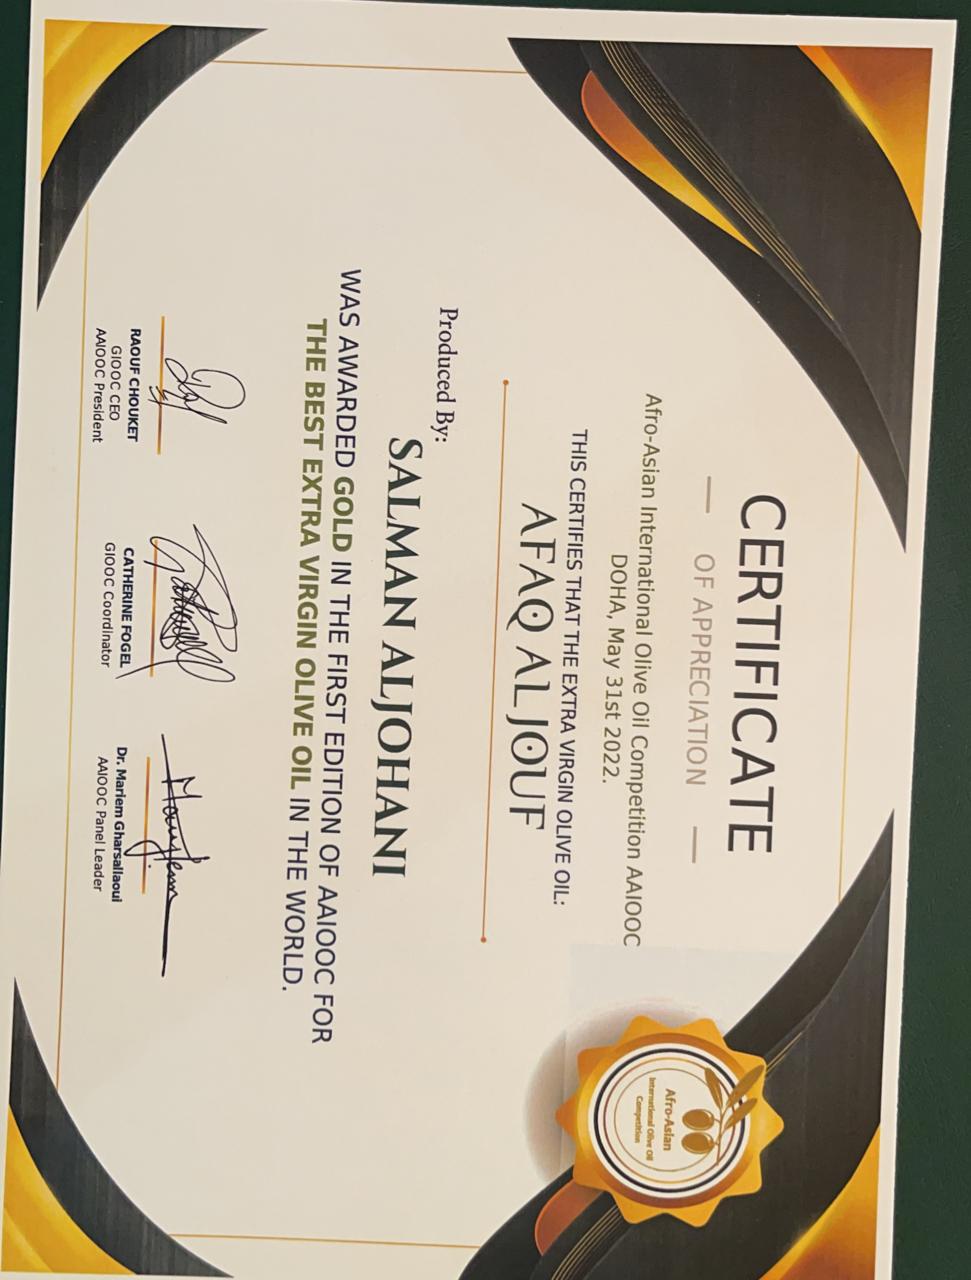 CERTIFICATE
OF APPRECIATION
Afro-Asian International Olive Oil Competition AAIOOC
DOHA, May 31st 2022.
THIS CERTIFIES THAT THE EXTRA VIRGIN OLIVE OIL:
AFAQ ALJOUF
Produced By:
SALMAN ALJOHANI
WAS AWARDED GOLD IN THE FIRST EDITION OF AAIOOC FOR
THE BEST EXTRA VIRGIN OLIVE OIL IN THE WORLD.
RAOUF CHOUKET
GIOOC CEO
AAIOOC President
CATHERINE FOGEL
GIOOC Coordinator
Dr. Mariem Gharsallaoui
AAIOOC Panel Leader
Afro-Asian
International Olive Oil
Competition